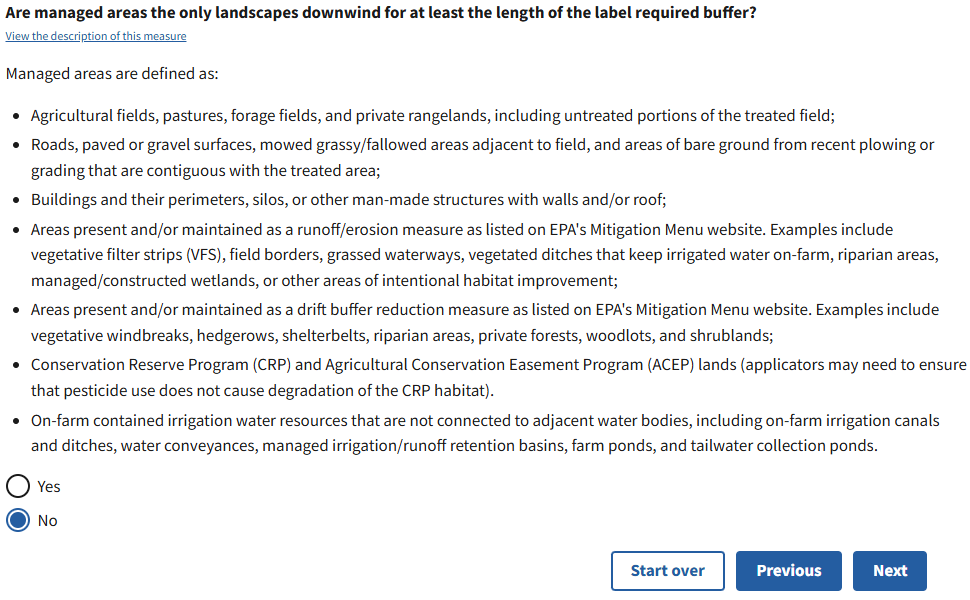 Are managed areas the only landscapes downwind for at least the length of the label required buffer?
View the description of this measure
Managed areas are defined as:
• Agricultural fields, pastures, forage fields, and private rangelands, including untreated portions of the treated field;
• Roads, paved or gravel surfaces, mowed grassy/fallowed areas adjacent to field, and areas of bare ground from recent plowing or
grading that are contiguous with the treated area;
• Buildings and their perimeters, silos, or other man-made structures with walls and/or roof;
• Areas present and/or maintained as a runoff/erosion measure as listed on EPA's Mitigation Menu website. Examples include
vegetative filter strips (VFS), field borders, grassed waterways, vegetated ditches that keep irrigated water on-farm, riparian areas,
managed/constructed wetlands, or other areas of intentional habitat improvement;
• Areas present and/or maintained as a drift buffer reduction measure as listed on EPA's Mitigation Menu website. Examples include
vegetative windbreaks, hedgerows, shelterbelts, riparian areas, private forests, woodlots, and shrublands;
• Conservation Reserve Program (CRP) and Agricultural Conservation Easement Program (ACEP) lands (applicators may need to ensure
that pesticide use does not cause degradation of the CRP habitat).
• On-farm contained irrigation water resources that are not connected to adjacent water bodies, including on-farm irrigation canals
and ditches, water conveyances, managed irrigation/runoff retention basins, farm ponds, and tailwater collection ponds.
Yes
No
Start over Previous Next